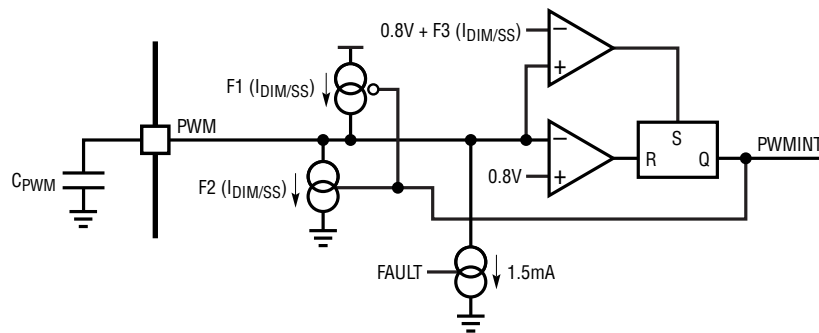 0.8V + F3 (IDIM/SS)
−
+
F1 (IDIM/SS)
PWM
−
+
S
R
Q
PWMINT
0.8V
CPWM
F2 (IDIM/SS)
FAULT
1.5mA